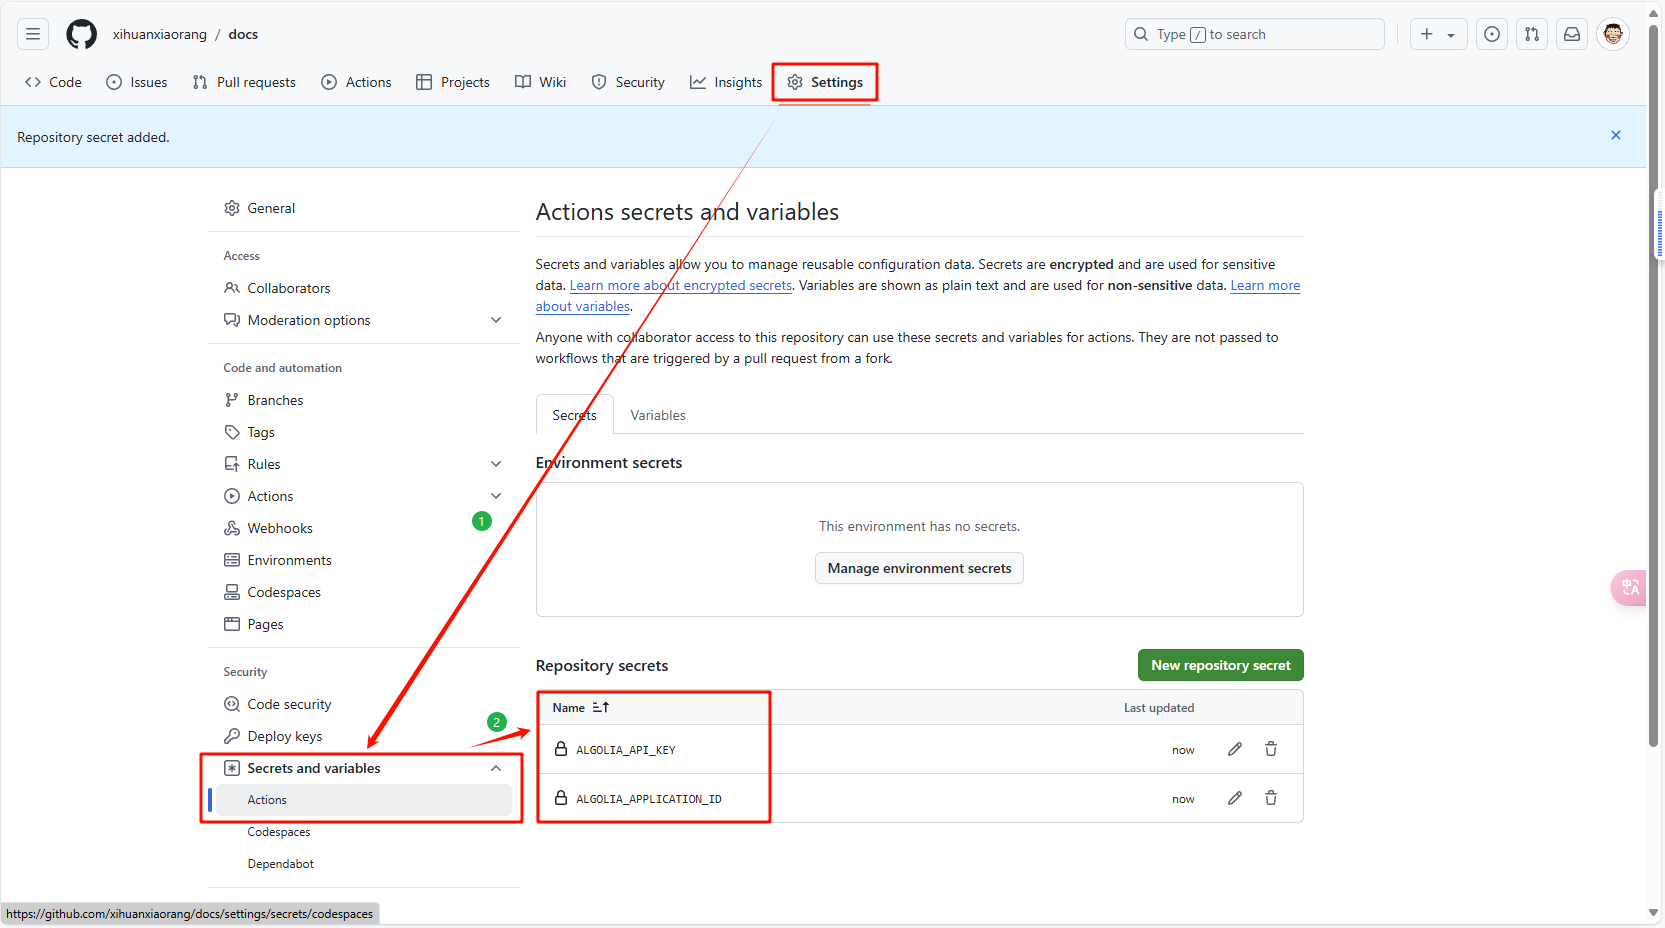 xihuanxiaorang / docs
Type / to search
Code
Issues
Pull requests
Actions
Projects
Wiki
Security
Insights
Settings
Repository secret added.
General
Access
Collaborators
Moderation options
Code and automation
Branches
Tags
Rules
Actions
Webhooks
1
Environments
Codespaces
Pages
Security
Code security
2
Deploy keys
Secrets and variables
Actions
Codespaces
Dependabot
Actions secrets and variables
Secrets and variables allow you to manage reusable configuration data. Secrets are encrypted and are used for sensitive
data. Learn more about encrypted secrets. Variables are shown as plain text and are used for non-sensitive data. Learn more
about variables.
Anyone with collaborator access to this repository can use these secrets and variables for actions. They are not passed to
workflows that are triggered by a pull request from a fork.
Secrets
Variables
Environment secrets
This environment has no secrets.
Manage environment secrets
Repository secrets
New repository secret
Name
Last updated
ALGOLIA_API_KEY
now
ALGOLIA_APPLICATION_ID
now
中A
https://github.com/xihuanxiaorang/docs/settings/secrets/codespaces